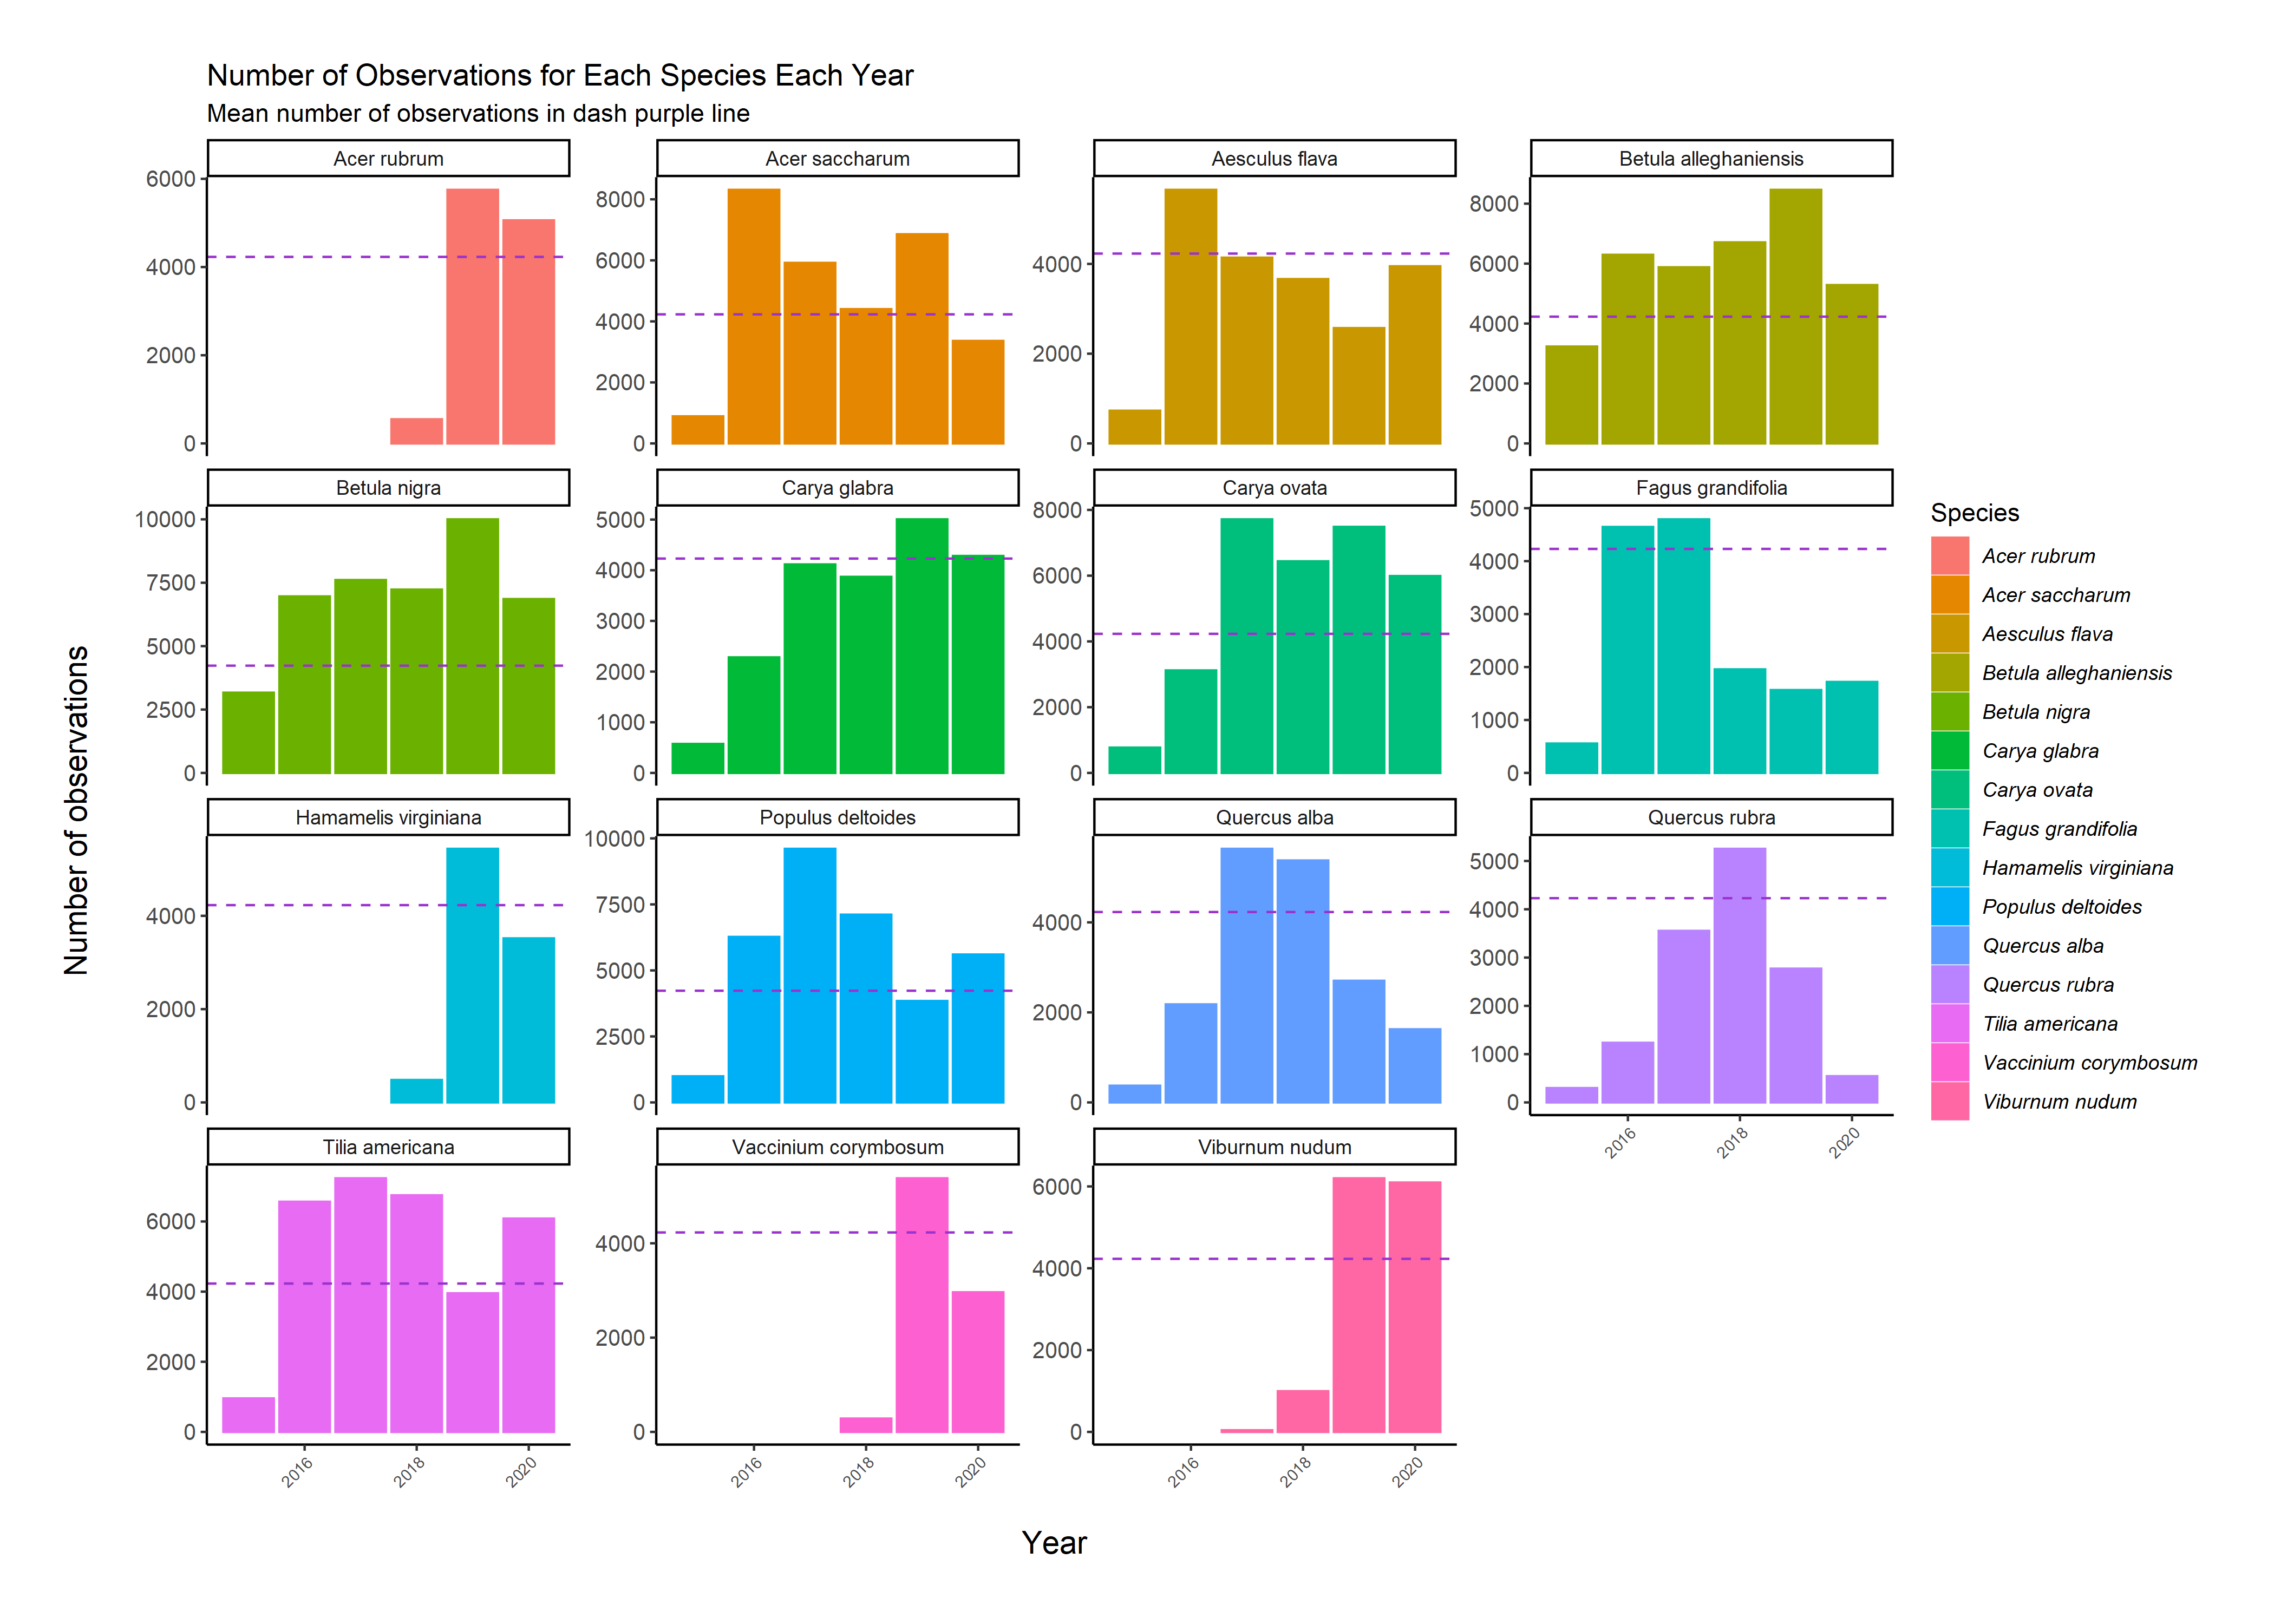 Number of Observations for Each Species Each Year
Mean number of observations in dash purple line
Acer rubrum
Acer saccharum
Aesculus flava
Betula alleghaniensis
6000
4000
2000
0
8000
6000
4000
2000
0
4000
2000
0
8000
6000
4000
2000
0
Betula nigra
Carya glabra
Carya ovata
Fagus grandifolia
10000
7500
5000
2500
0
5000
4000
3000
2000
1000
0
8000
6000
4000
2000
0
5000
4000
3000
2000
1000
0
Hamamelis virginiana
Populus deltoides
Quercus alba
Quercus rubra
4000
2000
0
10000
7500
5000
2500
0
4000
2000
0
5000
4000
3000
2000
1000
0
2016
2018
2020
Tilia americana
Vaccinium corymbosum
Viburnum nudum
6000
4000
2000
0
2016
2018
2020
4000
2000
0
2016
2018
2020
6000
4000
2000
0
2016
2018
2020
Number of observations
Year
Species
Acer rubrum
Acer saccharum
Aesculus flava
Betula alleghaniensis
Betula nigra
Carya glabra
Carya ovata
Fagus grandifolia
Hamamelis virginiana
Populus deltoides
Quercus alba
Quercus rubra
Tilia americana
Vaccinium corymbosum
Viburnum nudum